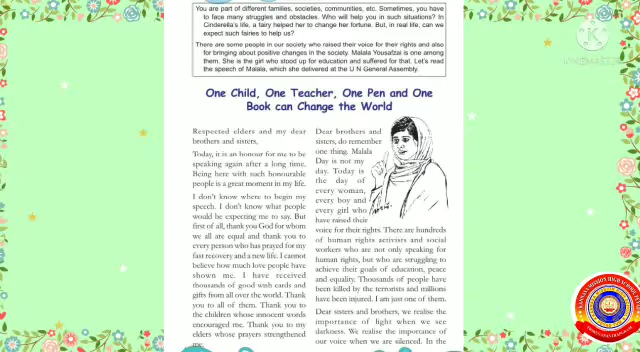 You are part of different families, societies, communities, etc. Sometimes, you have
to face many struggles and obstacles. Who will help you in such situations? In
Cinderella's life, a fairy helped her to change her fortune. But, in real life, can we
expect such fairies to help us?
There are some people in our society who raised their voice for their rights and also
for bringing about positive changes in the society. Malala Yousafzai is one among
them. She is the girl who stood up for education and suffered for that. Let's read
the speech of Malala, which she delivered at the U N General Assembly.
One Child, One Teacher, One Pen and One
Book can Change the World
Respected elders and my dear
brothers and sisters,
Today, it is an honour for me to be
speaking again after a long time.
Being here with such honourable
people is a great moment in my life.
I don't know where to begin my
speech. I don't know what people
would be expecting me to say. But
first of all, thank you God for whom
we all are equal and thank you to
every person who has prayed for my
fast recovery and a new life. I cannot
believe how much love people have
shown me. I have received
thousands of good wish cards and
gifts from all over the world. Thank
you to all of them. Thank you to
the children whose innocent words
encouraged me. Thank you to my
elders whose prayers strengthened
me.
Dear brothers and
sisters, do remember
one thing. Malala
Day is not my
day. Today is
the day of
every woman,
every boy and
every girl who
have raised their
voice for their rights. There are hundreds
of human rights activists and social
workers who are not only speaking for
human rights, but who are struggling to
achieve their goals of education, peace
and equality. Thousands of people have
been killed by the terrorists and millions
have been injured. I am just one of them.
Dear sisters and brothers, we realise the
importance of light when we see
darkness. We realise the importance of
our voice when we are silenced. In the
KINEMASTER